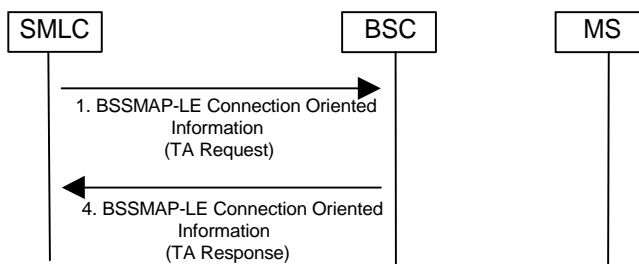 SMLC
BSC
MS
1. BSSMAP-LE Connection Oriented
Information
(TA Request)
4. BSSMAP-LE Connection Oriented
Information
(TA Response)